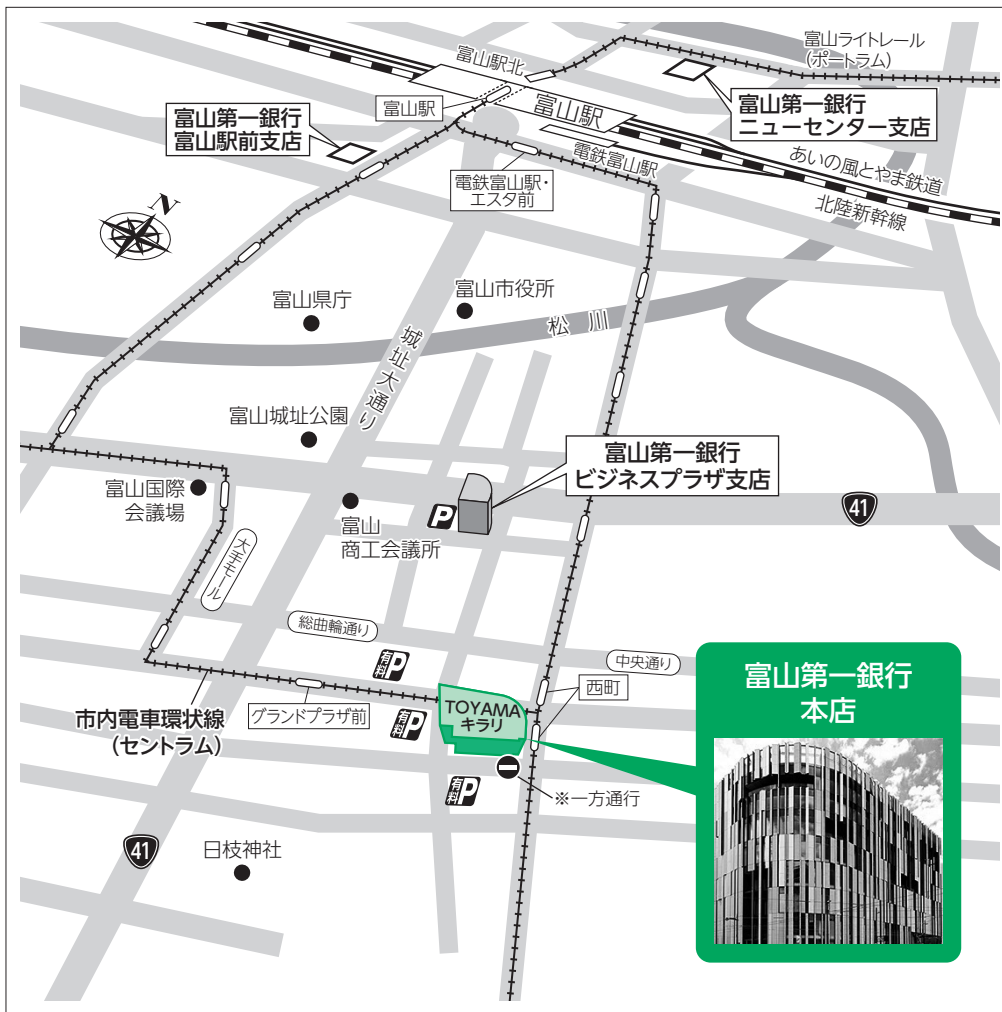 富山ライトレール
(ポートラム)
富山駅北
富山駅
富山駅
富山第一銀行
ニューセンター支店
富山第一銀行
富山駅前支店
電鉄富山駅
電鉄富山駅・
エスタ前
あいの風とやま鉄道
北陸新幹線
N
富山県庁
富山市役所
松川
城址大通り
富山城址公園
富山第一銀行
ビジネスプラザ支店
富山国際
会議場
P
富山
商工会議所
41
大手モール
総曲輪通り
中央通り
有料P
西町
富山第一銀行
本店
市内電車環状線
(セントラム)
グランドプラザ前
有料P
TOYAMA
キラリ
有料P
※一方通行
41
日枝神社